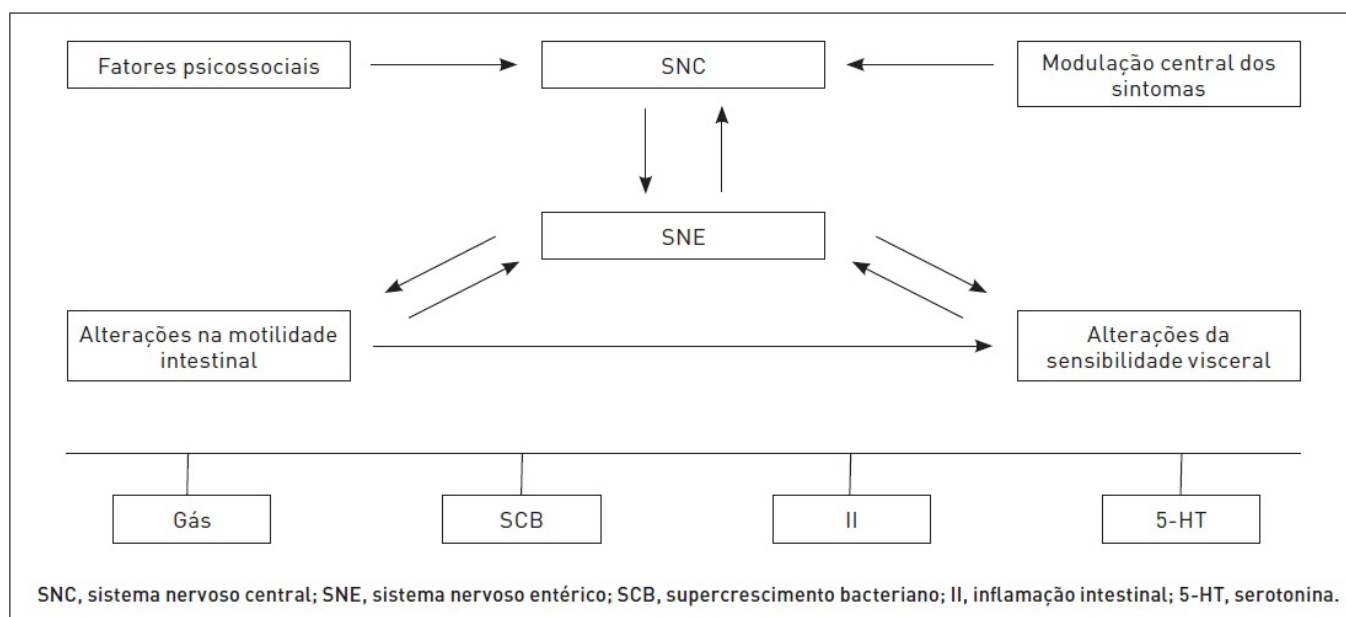 Fatores psicossociais
SNC
Modulação central dos
sintomas
SNE
Alterações na motilidade
intestinal
Alterações da
sensibilidade visceral
Gás
SCB
II
5-HT
SNC, sistema nervoso central; SNE, sistema nervoso entérico; SCB, supercrescimento bacteriano; II, inflamação intestinal; 5-HT, serotonina.